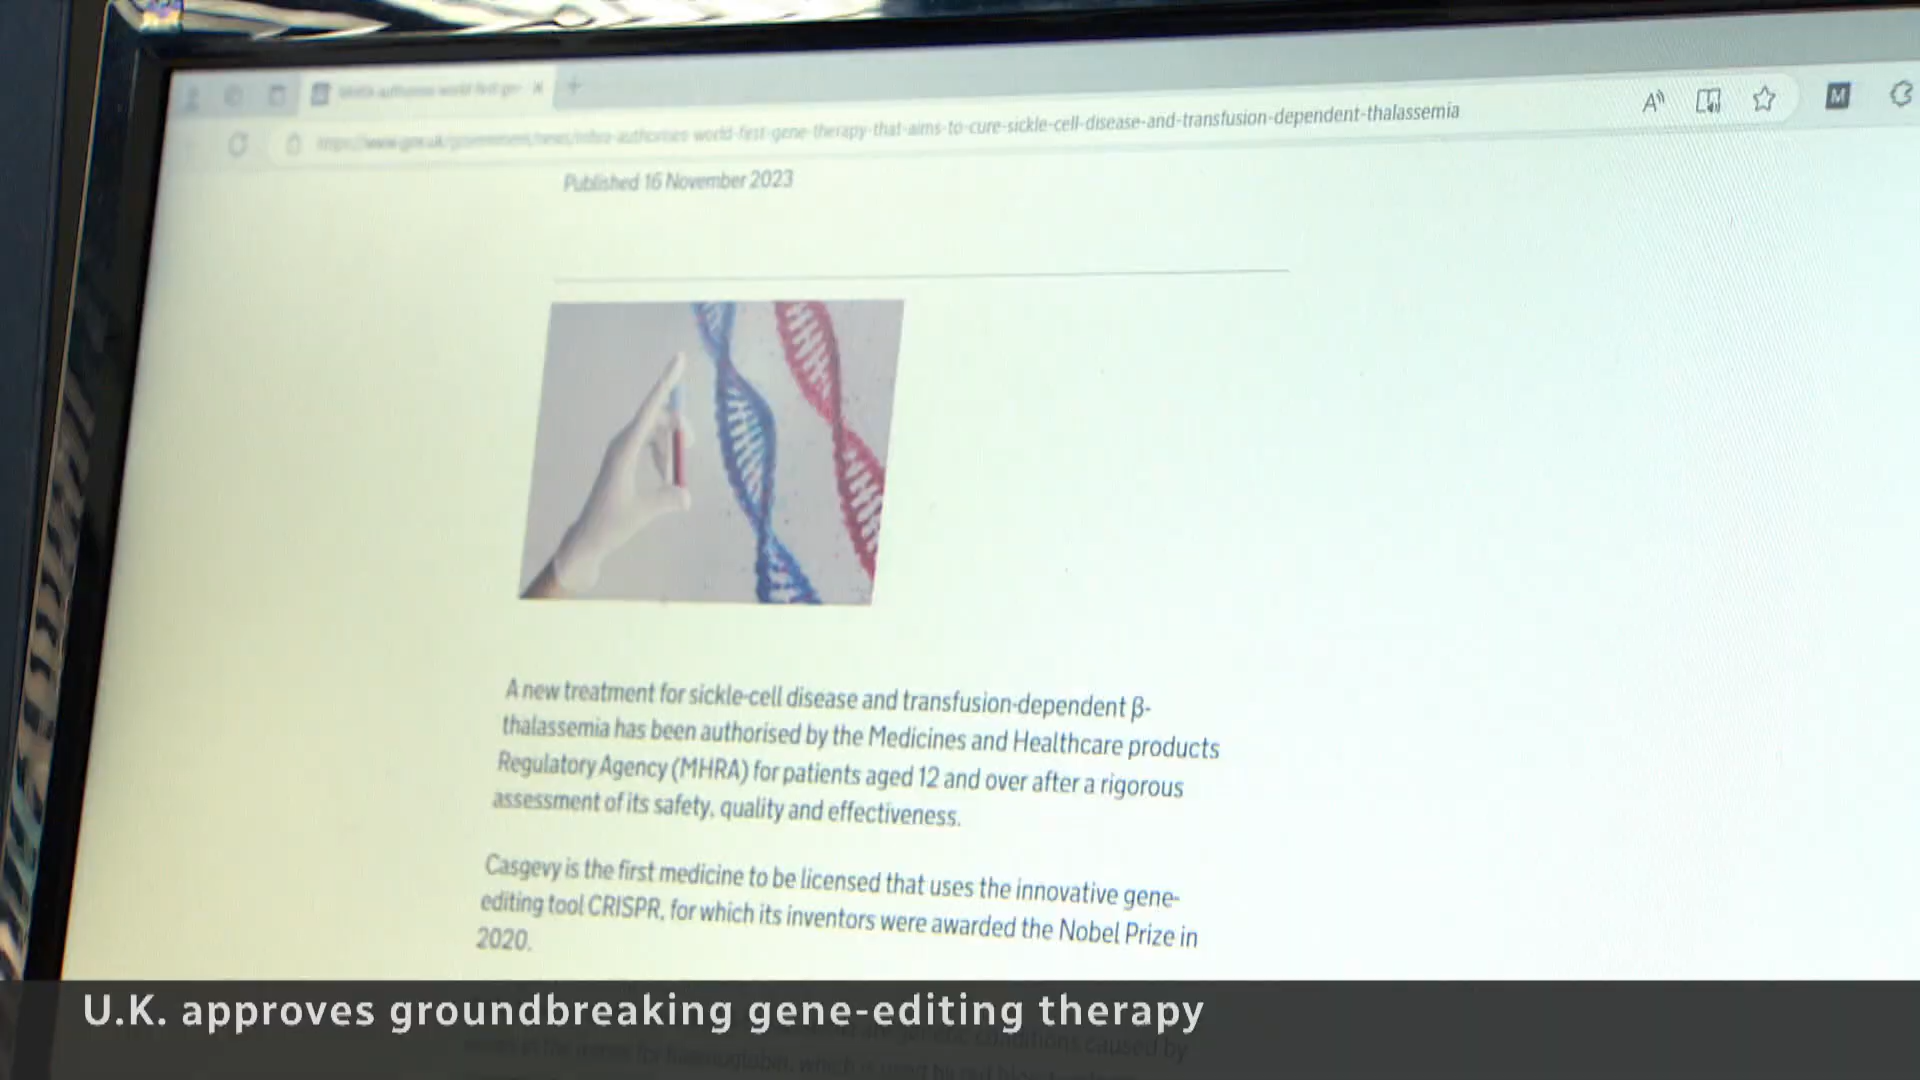 authorises-world-first-gene-therapy-that-aims-to-cure-sickle-cell-disease-and-transfusion-dependent-thalassemia
Published 16 November 2023
A new treatment for sickle-cell disease and transfusion-dependent β-
thalassemia has been authorised by the Medicines and Healthcare products
Regulatory Agency (MHRA) for patients aged 12 and over after a rigorous
assessment of its safety, quality and effectiveness.
Casgevy is the first medicine to be licensed that uses the innovative gene-
editing tool CRISPR, for which its inventors were awarded the Nobel Prize in
2020.
U.K. approves groundbreaking gene-editing therapy